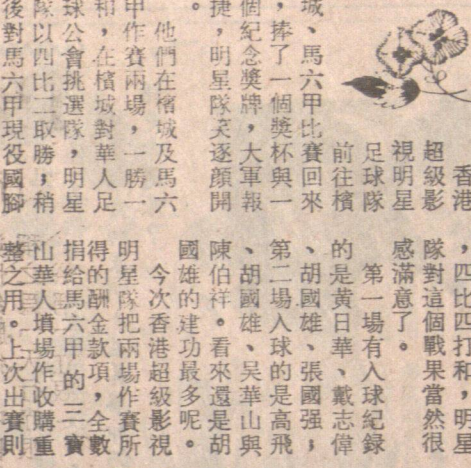 香港
超級影
視明星
足球隊
前往檳
城、馬六甲比賽回來
，捧了一個獎杯與一
個紀念獎牌，大軍報
捷，明星隊笑逐顏開
。
他們在檳城及馬六
甲作賽兩場，一勝一
和，在檳城對華人足
球公會挑選隊，明星
隊以四比二取勝；稍
後對馬六甲現役國腳
，四比四打和，明星
隊對這個戰果當然很
感滿意了。
第一場有入球紀錄
的是黃日華、戴志偉
、胡國雄、張國强；
第二場入球的是高飛
、胡國雄、吴華山與
陳伯祥。看來還是胡
國雄的建功最多呢。
今次香港超級影視
明星隊把兩場作賽所
得的酬金款項，全數
捐給馬六甲的三寶
山華人墳場作收購重
整之用。上次出賽則